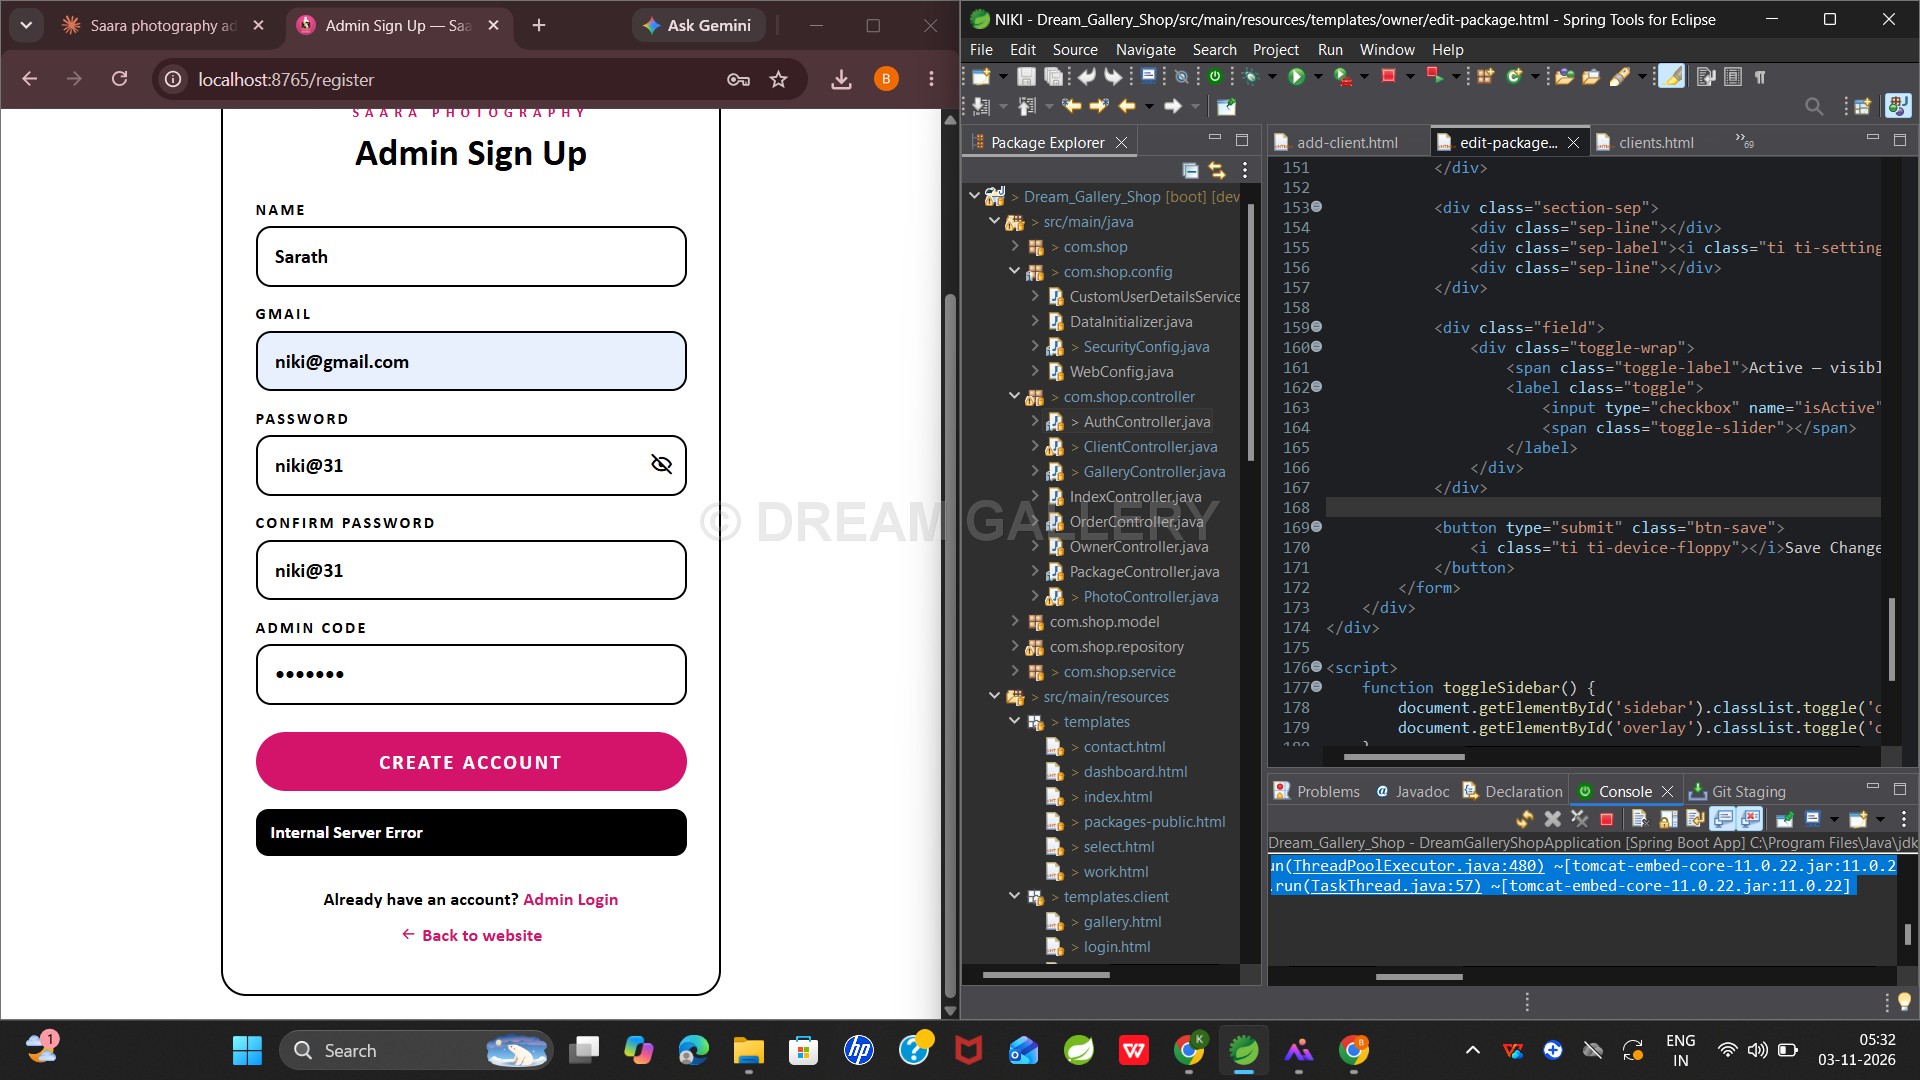 Saara photography ad
Admin Sign Up — Saa
Ask Gemini
localhost:8765/register
B
SAARA PHOTOGRAPHY
Admin Sign Up
NAME
Sarath
GMAIL
niki@gmail.com
PASSWORD
niki@31
CONFIRM PASSWORD
niki@31
ADMIN CODE
•••••••
CREATE ACCOUNT
Internal Server Error
Already have an account? Admin Login
← Back to website
© DREAM GALLERY
NIKI - Dream_Gallery_Shop/src/main/resources/templates/owner/edit-package.html - Spring Tools for Eclipse
File Edit Source Navigate Search Project Run Window Help
Package Explorer
> Dream_Gallery_Shop [boot] [dev
> src/main/java
> com.shop
> com.shop.config
CustomUserDetailsService
DataInitializer.java
> SecurityConfig.java
WebConfig.java
> com.shop.controller
> AuthController.java
> ClientController.java
> GalleryController.java
IndexController.java
OrderController.java
OwnerController.java
PackageController.java
> PhotoController.java
com.shop.model
com.shop.repository
> com.shop.service
> src/main/resources
> templates
> contact.html
> dashboard.html
> index.html
> packages-public.html
> select.html
> work.html
> templates.client
> gallery.html
> login.html
add-client.html
edit-package...
clients.html
»69
151 </div>
152
153 <div class="section-sep">
154 <div class="sep-line"></div>
155 <div class="sep-label"><i class="ti ti-setting
156 <div class="sep-line"></div>
157 </div>
158
159 <div class="field">
160 <div class="toggle-wrap">
161 <span class="toggle-label">Active — visibl
162 <label class="toggle">
163 <input type="checkbox" name="isActive"
164 <span class="toggle-slider"></span>
165 </label>
166 </div>
167 </div>
168
169 <button type="submit" class="btn-save">
170 <i class="ti ti-device-floppy"></i>Save Change
171 </button>
172 </form>
173 </div>
174 </div>
175
176 <script>
177 function toggleSidebar() {
178 document.getElementById('sidebar').classList.toggle('
179 document.getElementById('overlay').classList.toggle('
Problems
Javadoc
Declaration
Console
Git Staging
Dream_Gallery_Shop - DreamGalleryShopApplication [Spring Boot App] C:\Program Files\Java\jdk
un(ThreadPoolExecutor.java:480) ~[tomcat-embed-core-11.0.22.jar:11.0.2
.run(TaskThread.java:57) ~[tomcat-embed-core-11.0.22.jar:11.0.22]
1
Search
hp
K
B
ENG
IN
05:32
03-11-2026